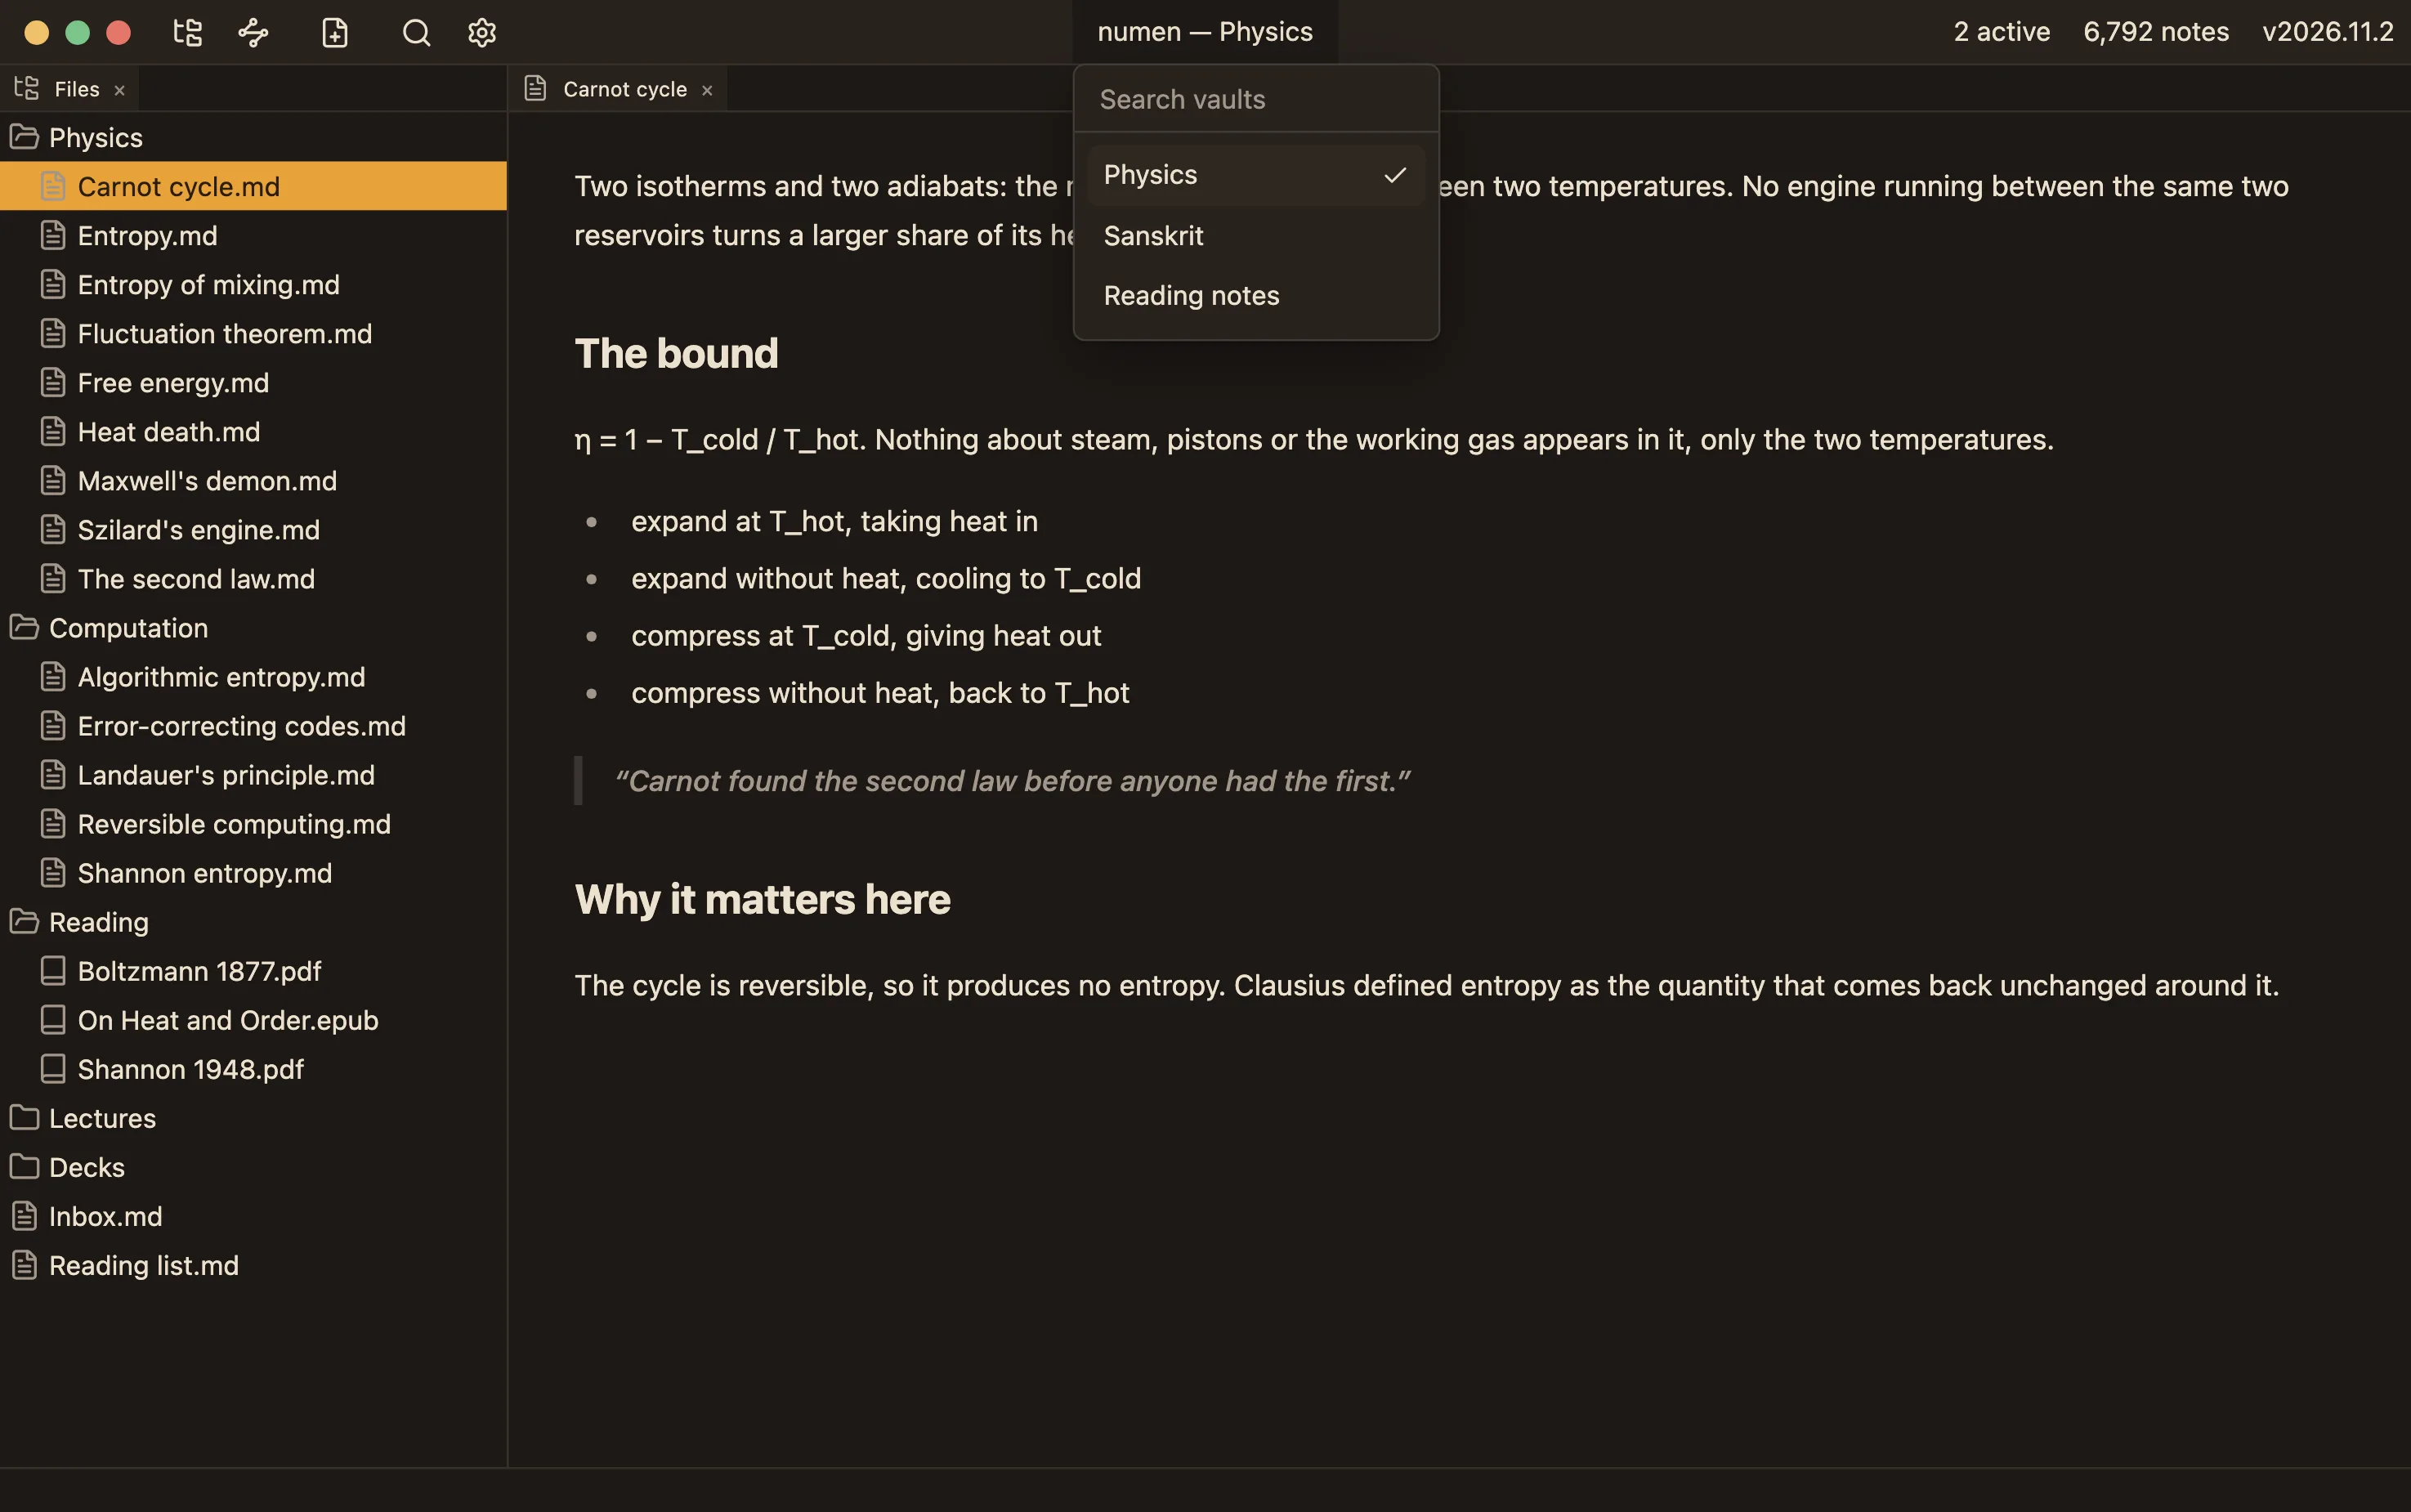 numen — Physics
2 active 6,792 notes v2026.11.2
Files ×
Carnot cycle ×
Search vaults
Physics
Sanskrit
Reading notes
Physics
Carnot cycle.md
Entropy.md
Entropy of mixing.md
Fluctuation theorem.md
Free energy.md
Heat death.md
Maxwell's demon.md
Szilard's engine.md
The second law.md
Computation
Algorithmic entropy.md
Error-correcting codes.md
Landauer's principle.md
Reversible computing.md
Shannon entropy.md
Reading
Boltzmann 1877.pdf
On Heat and Order.epub
Shannon 1948.pdf
Lectures
Decks
Inbox.md
Reading list.md
Two isotherms and two adiabats: the two temperatures. No engine running between the same two
reservoirs turns a larger share of its
The bound
η = 1 – T_cold / T_hot. Nothing about steam, pistons or the working gas appears in it, only the two temperatures.
• expand at T_hot, taking heat in
• expand without heat, cooling to T_cold
• compress at T_cold, giving heat out
• compress without heat, back to T_hot
“Carnot found the second law before anyone had the first.”
Why it matters here
The cycle is reversible, so it produces no entropy. Clausius defined entropy as the quantity that comes back unchanged around it.